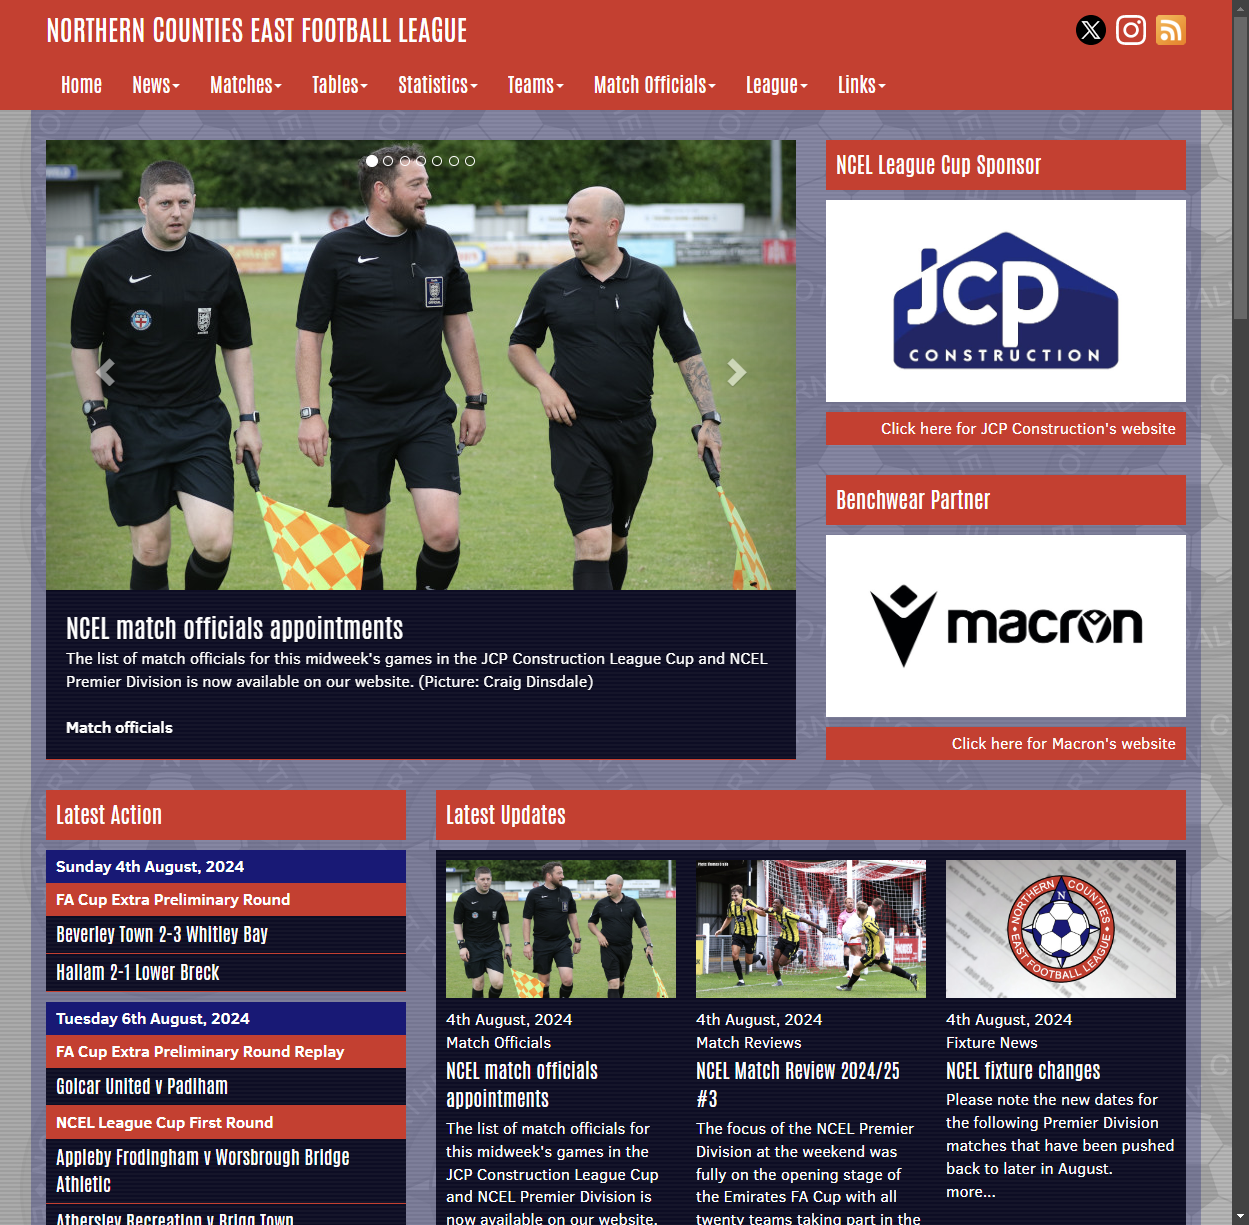 NORTHERN COUNTIES EAST FOOTBALL LEAGUE
Home News Matches Tables Statistics Teams Match Officials League Links
NCEL League Cup Sponsor
jcp
CONSTRUCTION
Click here for JCP Construction's website
Benchwear Partner
macron
Click here for Macron's website
NCEL match officials appointments
The list of match officials for this midweek's games in the JCP Construction League Cup and NCEL
Premier Division is now available on our website. (Picture: Craig Dinsdale)
Match officials
Latest Action
Sunday 4th August, 2024
FA Cup Extra Preliminary Round
Beverley Town 2-3 Whitley Bay
Hallam 2-1 Lower Breck
Tuesday 6th August, 2024
FA Cup Extra Preliminary Round Replay
Golcar United v Padiham
NCEL League Cup First Round
Appleby Frodingham v Worsbrough Bridge
Athletic
Athersley Recreation v Brigg Town
Latest Updates
4th August, 2024
Match Officials
NCEL match officials
appointments
The list of match officials for
this midweek's games in the
JCP Construction League Cup
and NCEL Premier Division is
now available on our website.
4th August, 2024
Match Reviews
NCEL Match Review 2024/25
#3
The focus of the NCEL Premier
Division at the weekend was
fully on the opening stage of
the Emirates FA Cup with all
twenty teams taking part in the
NORTHERN COUNTIES
EAST FOOTBALL LEAGUE
N
4th August, 2024
Fixture News
NCEL fixture changes
Please note the new dates for
the following Premier Division
matches that have been pushed
back to later in August.
more...